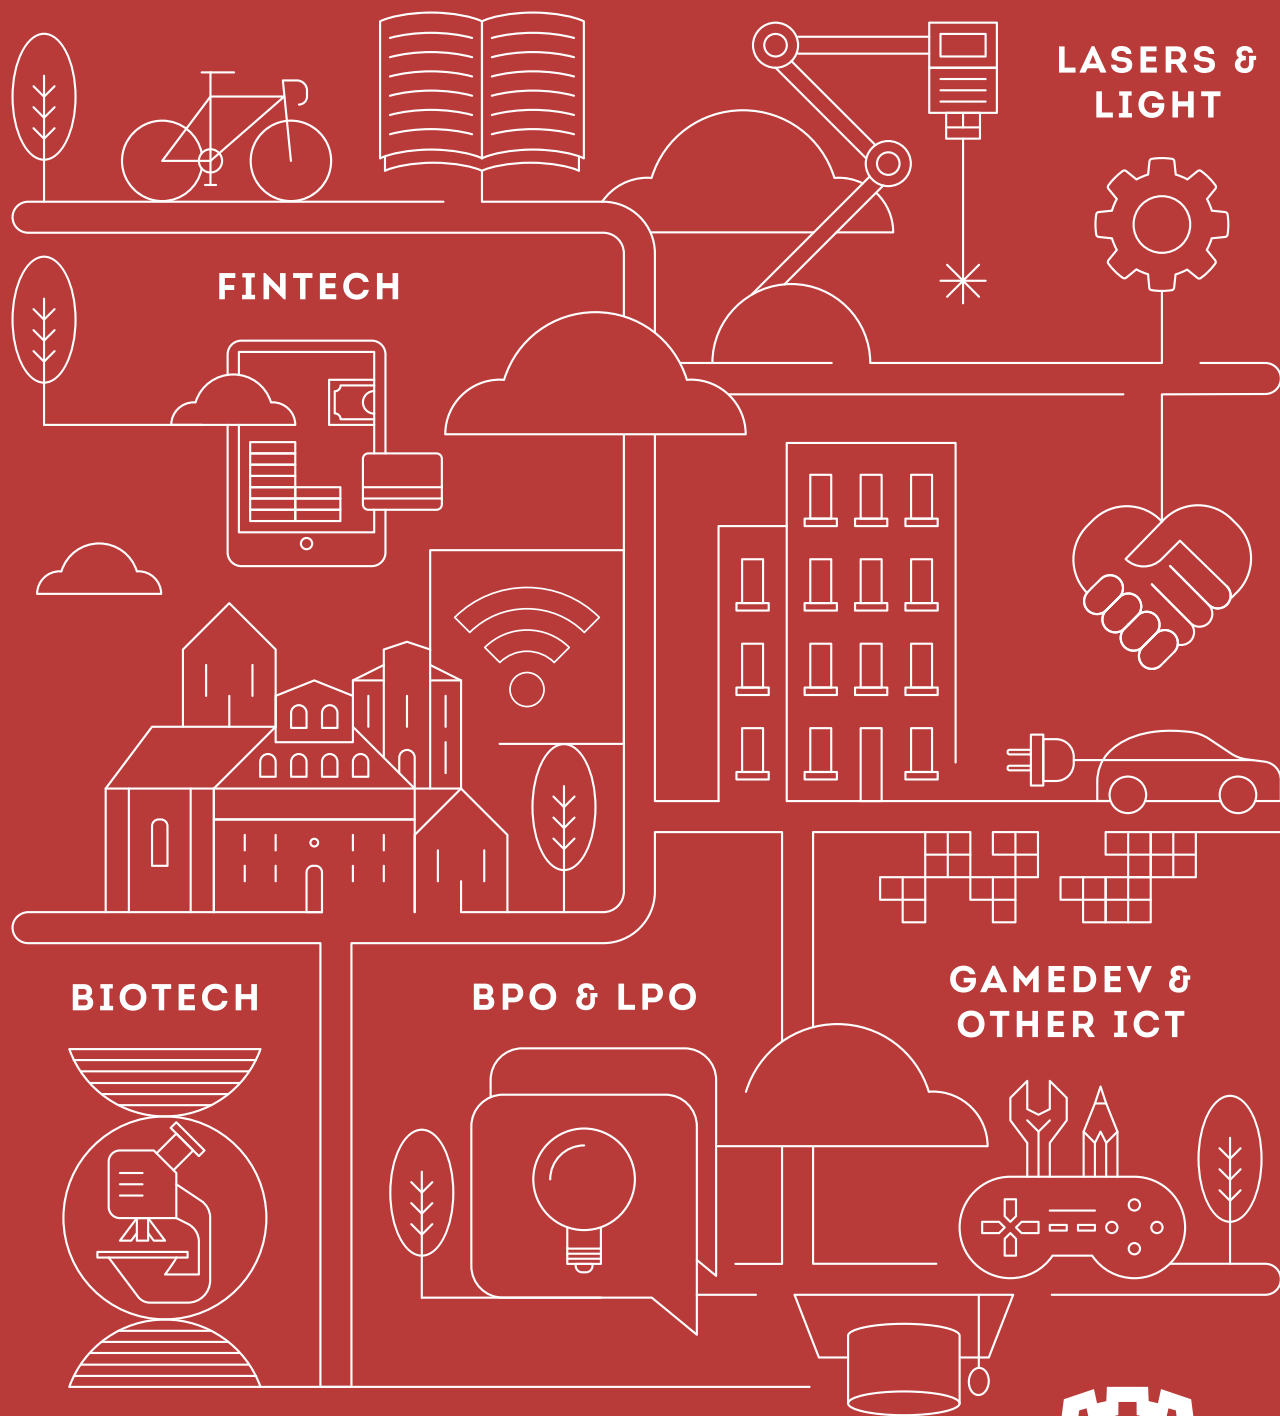 LASERS &
LIGHT
FINTECH
BIOTECH
BPO & LPO
GAMEDEV &
OTHER ICT